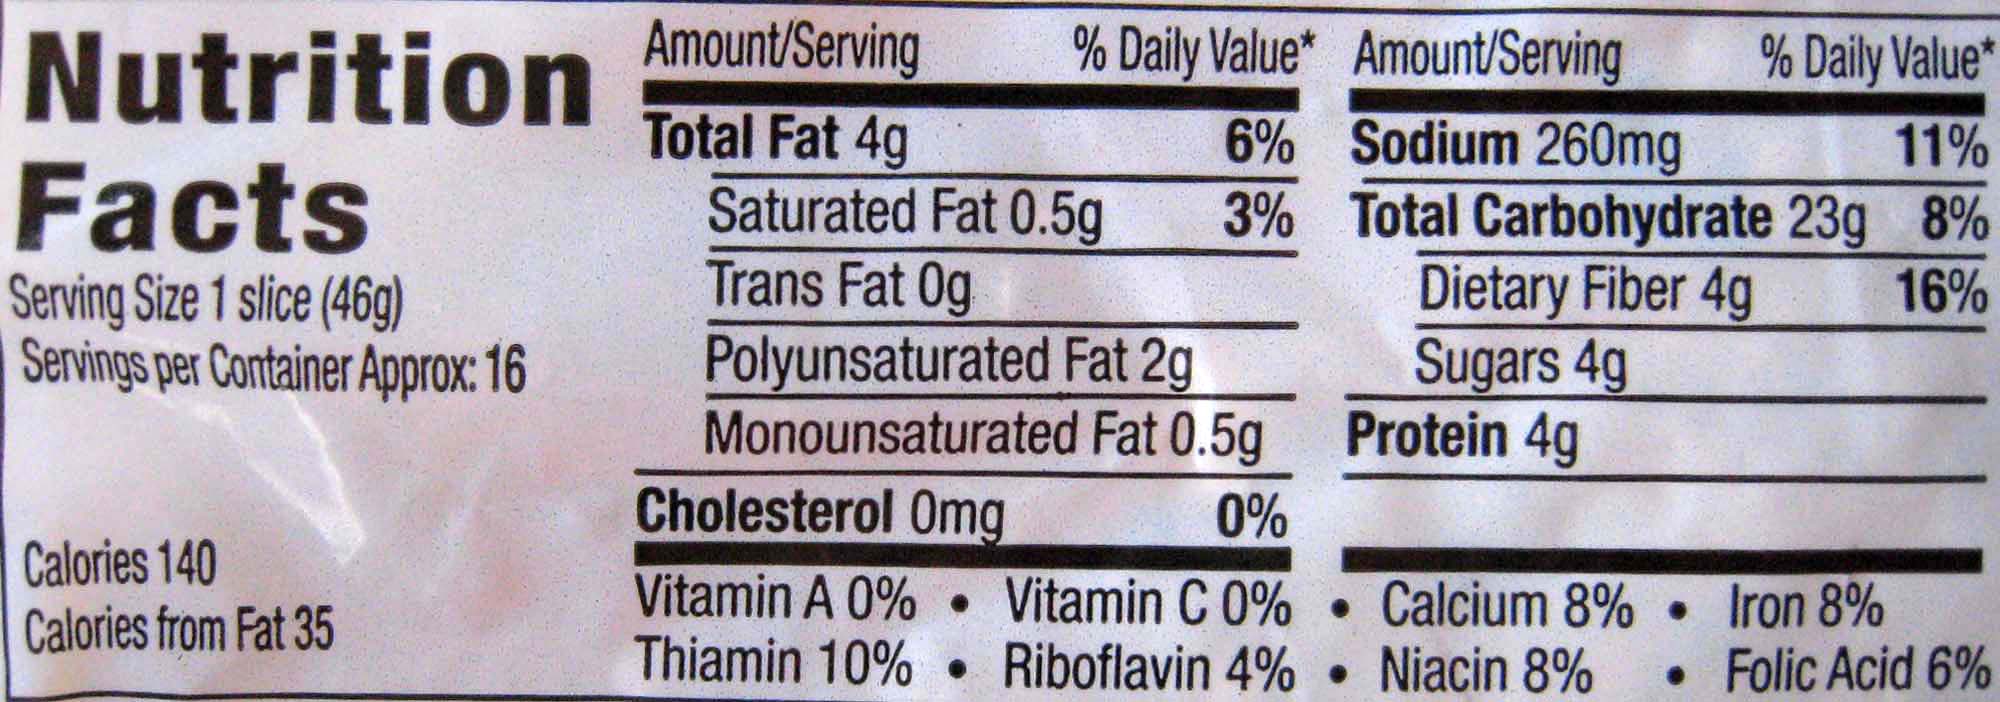 Nutrition
Facts
Serving Size 1 slice (46g)
Servings per Container Approx: 16
Calories 140
Calories from Fat 35
Amount/Serving % Daily Value*
Total Fat 4g 6%
Saturated Fat 0.5g 3%
Trans Fat 0g
Polyunsaturated Fat 2g
Monounsaturated Fat 0.5g
Cholesterol 0mg 0%
Amount/Serving % Daily Value*
Sodium 260mg 11%
Total Carbohydrate 23g 8%
Dietary Fiber 4g 16%
Sugars 4g
Protein 4g
Vitamin A 0% • Vitamin C 0% • Calcium 8% • Iron 8%
Thiamin 10% • Riboflavin 4% • Niacin 8% • Folic Acid 6%